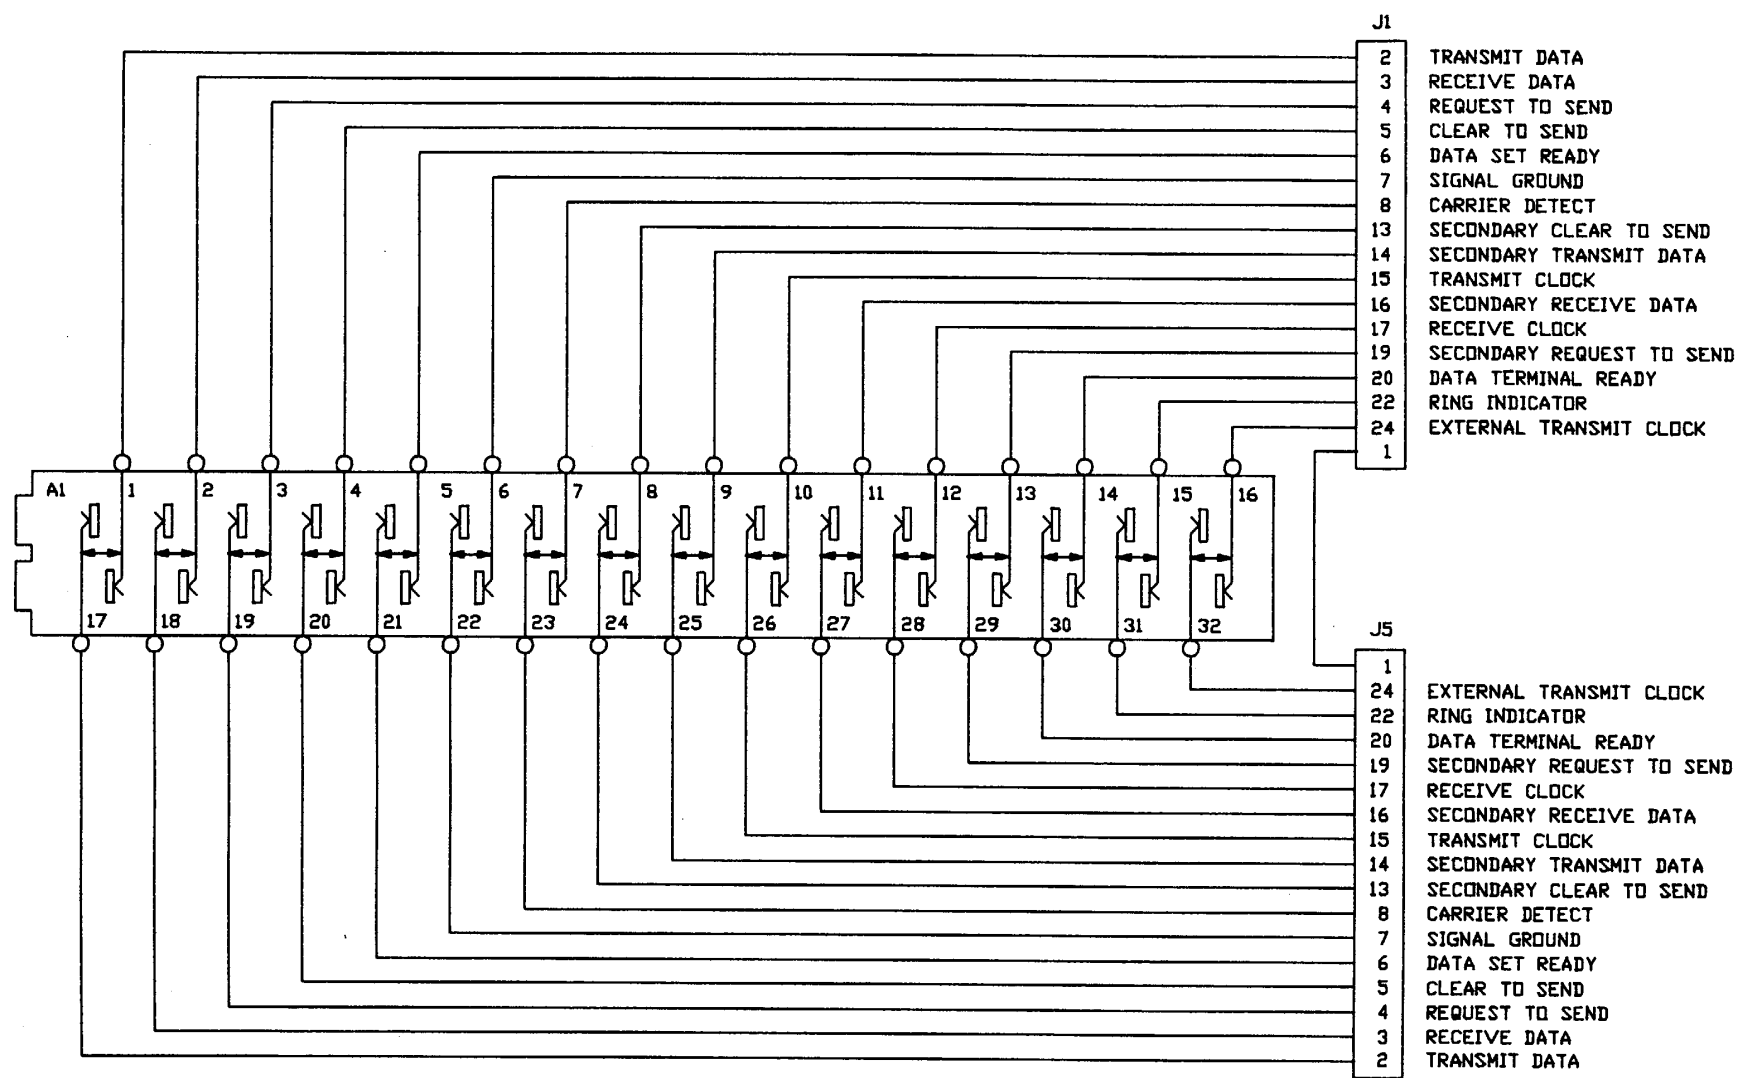 J1
2 TRANSMIT DATA
3 RECEIVE DATA
4 REQUEST TO SEND
5 CLEAR TO SEND
6 DATA SET READY
7 SIGNAL GROUND
8 CARRIER DETECT
13 SECONDARY CLEAR TO SEND
14 SECONDARY TRANSMIT DATA
15 TRANSMIT CLOCK
16 SECONDARY RECEIVE DATA
17 RECEIVE CLOCK
19 SECONDARY REQUEST TO SEND
20 DATA TERMINAL READY
22 RING INDICATOR
24 EXTERNAL TRANSMIT CLOCK
1
A1 1 2 3 4 5 6 7 8 9 10 11 12 13 14 15 16
17 18 19 20 21 22 23 24 25 26 27 28 29 30 31 32
J5
1
24 EXTERNAL TRANSMIT CLOCK
22 RING INDICATOR
20 DATA TERMINAL READY
19 SECONDARY REQUEST TO SEND
17 RECEIVE CLOCK
16 SECONDARY RECEIVE DATA
15 TRANSMIT CLOCK
14 SECONDARY TRANSMIT DATA
13 SECONDARY CLEAR TO SEND
8 CARRIER DETECT
7 SIGNAL GROUND
6 DATA SET READY
5 CLEAR TO SEND
4 REQUEST TO SEND
3 RECEIVE DATA
2 TRANSMIT DATA